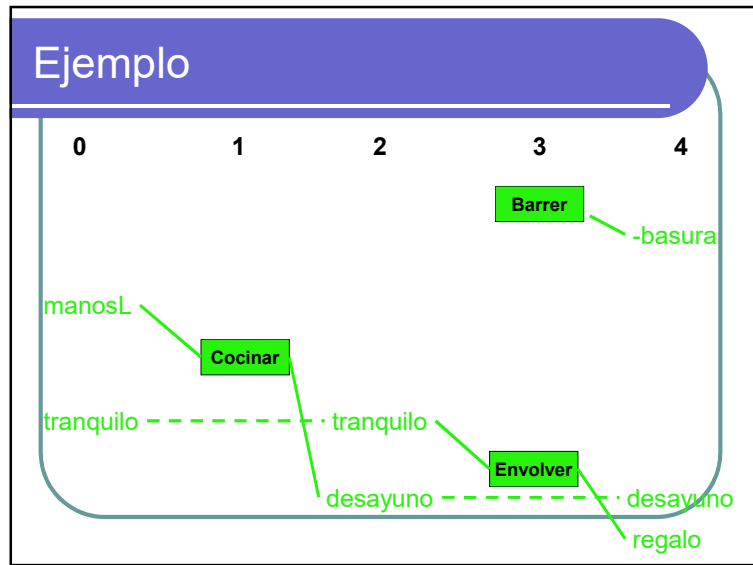 Ejemplo
0 1 2 3 4
Barrer
-basura
manosL
Cocinar
tranquilo tranquilo
Envolver
desayuno desayuno
regalo